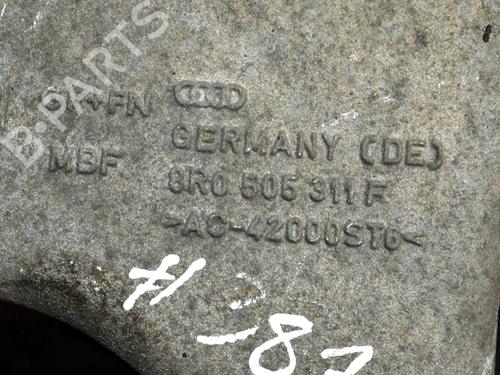 B-PARTS
+FN
GERMANY (DE)
MBF
8R0 505 311 F
>AC-42000ST6<